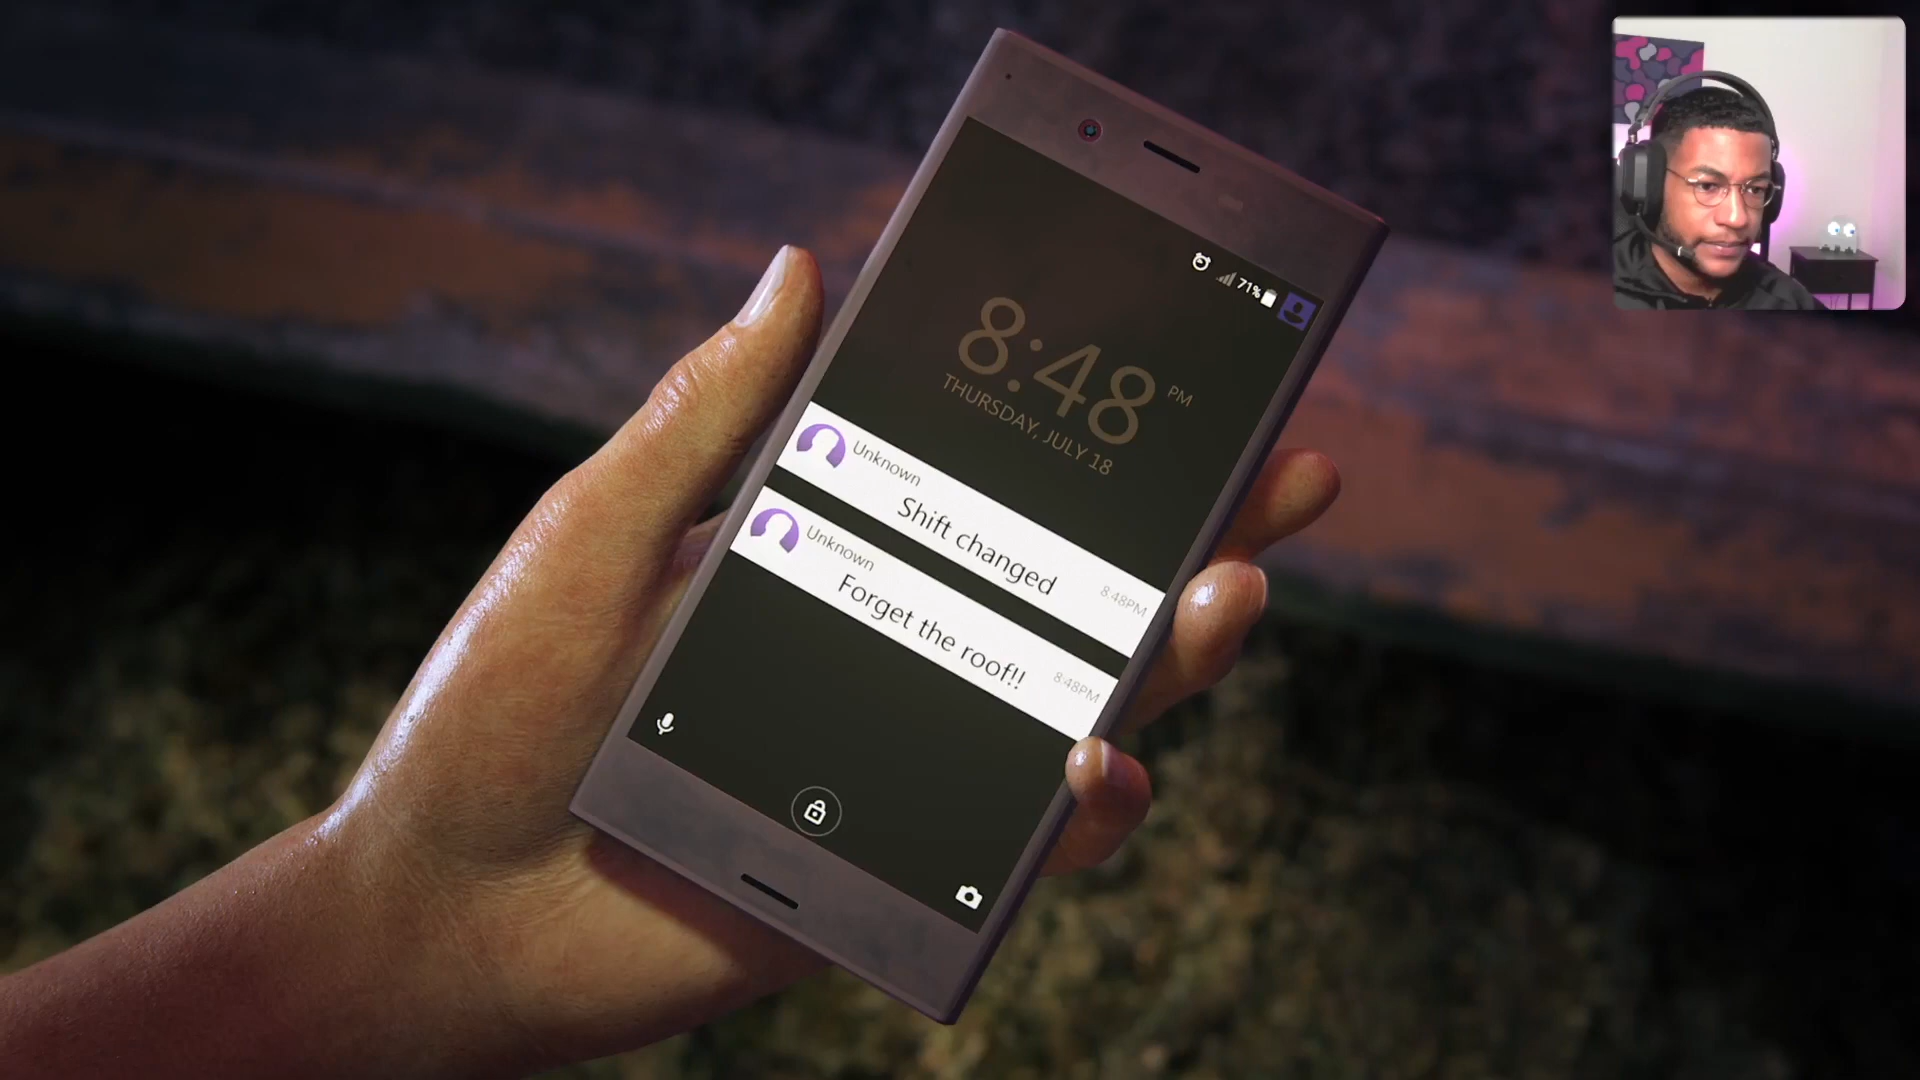 71%
8:48 PM
THURSDAY, JULY 18
Unknown
Shift changed
8:48PM
Unknown
Forget the roof!!
8:48PM